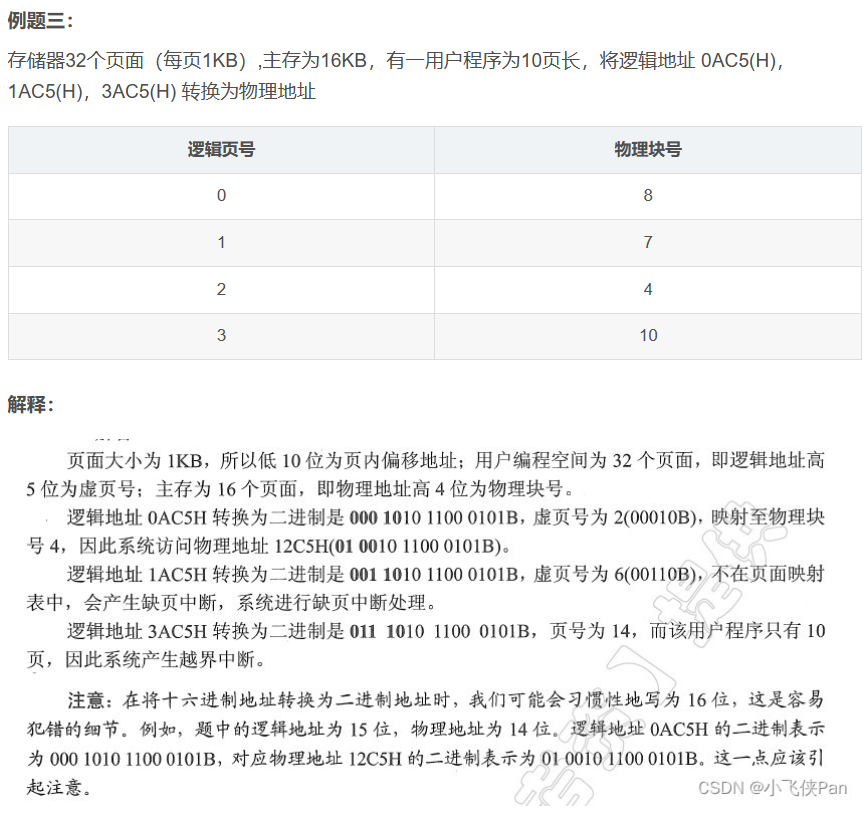 例题三：
存储器32个页面（每页1KB）,主存为16KB，有一用户程序为10页长，将逻辑地址 0AC5(H)，
1AC5(H)，3AC5(H) 转换为物理地址
逻辑页号 物理块号
0 8
1 7
2 4
3 10
解释：
页面大小为 1KB，所以低 10 位为页内偏移地址；用户编程空间为 32 个页面，即逻辑地址高
5 位为虚页号；主存为 16 个页面，即物理地址高 4 位为物理块号。
逻辑地址 0AC5H 转换为二进制是 000 1010 1100 0101B，虚页号为 2(00010B)，映射至物理块
号 4，因此系统访问物理地址 12C5H(01 0010 1100 0101B)。
逻辑地址 1AC5H 转换为二进制是 001 1010 1100 0101B，虚页号为 6(00110B)，不在页面映射
表中，会产生缺页中断，系统进行缺页中断处理。
逻辑地址 3AC5H 转换为二进制是 011 1010 1100 0101B，页号为 14，而该用户程序只有 10
页，因此系统产生越界中断。
注意：在将十六进制地址转换为二进制地址时，我们可能会习惯性地写为 16 位，这是容易
犯错的细节。例如，题中的逻辑地址为 15 位，物理地址为 14 位。逻辑地址 0AC5H 的二进制表示
为 000 1010 1100 0101B，对应物理地址 12C5H 的二进制表示为 01 0010 1100 0101B。这一点应该引
起注意。
CSDN @小飞侠Pan